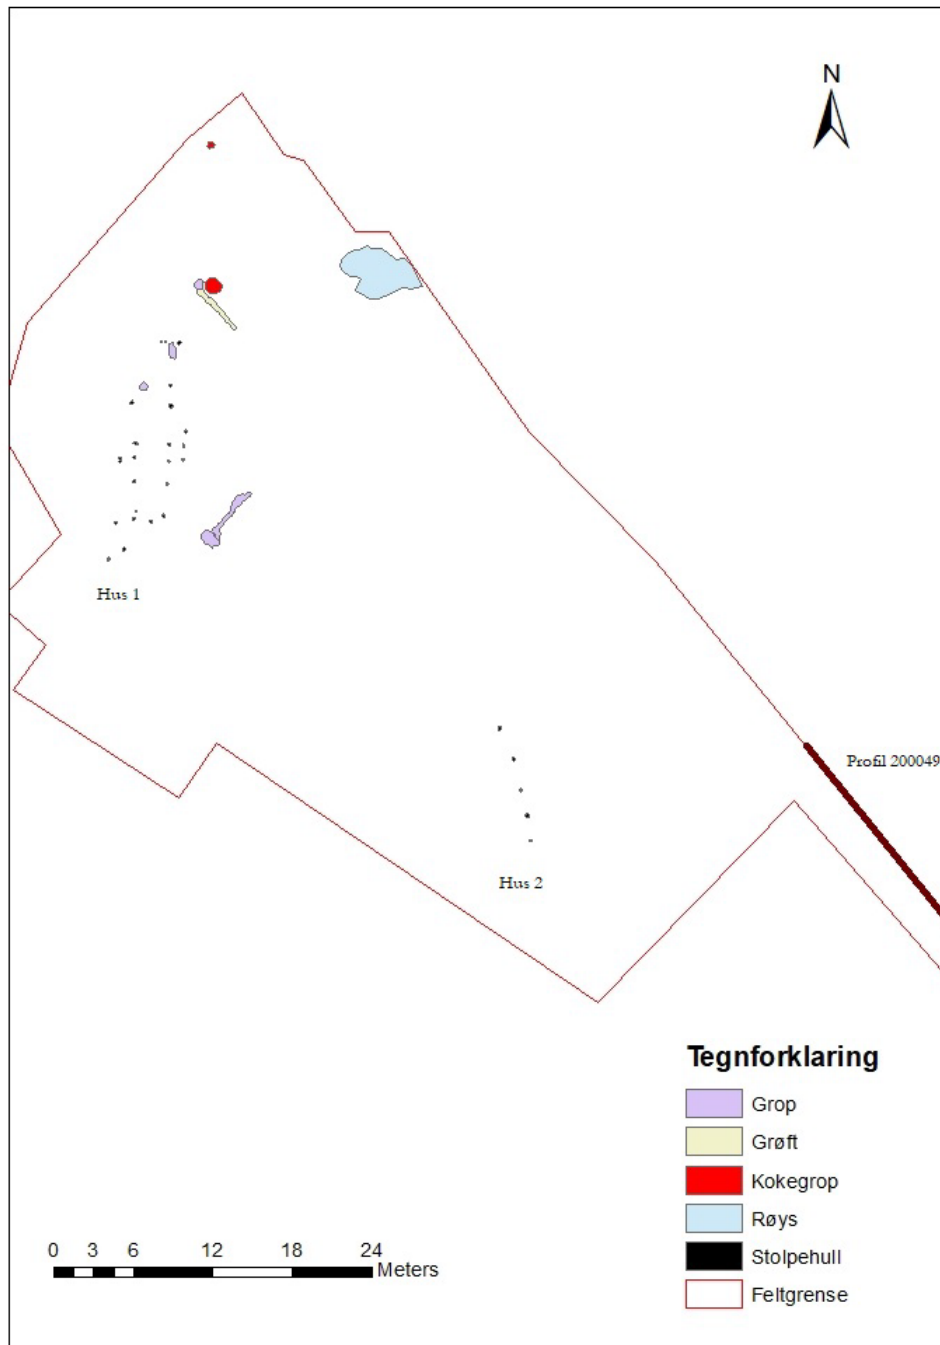 N
Hus 1
Profil 200049
Hus 2
Tegnforklaring
Grop
Grøft
Kokegrop
Røys
Stolpehull
Feltgrense
0 3 6 12 18 24
Meters